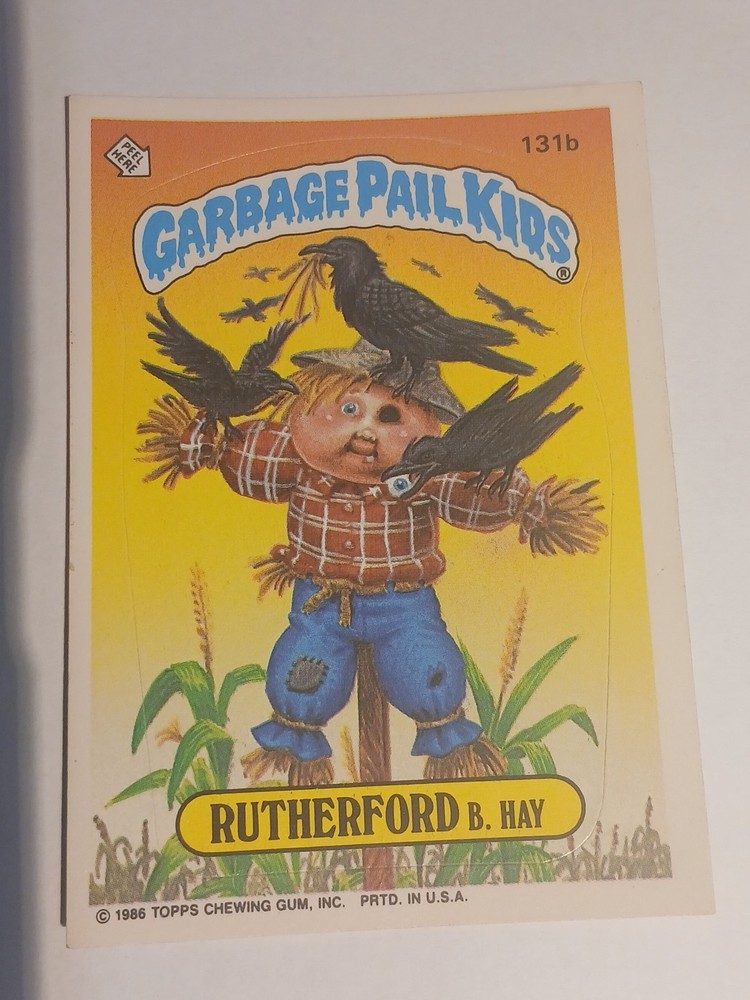 PEEL
HERE
131b
GARBAGE PAIL KIDS
®
RUTHERFORD B. HAY
© 1986 TOPPS CHEWING GUM, INC. PRTD. IN U.S.A.